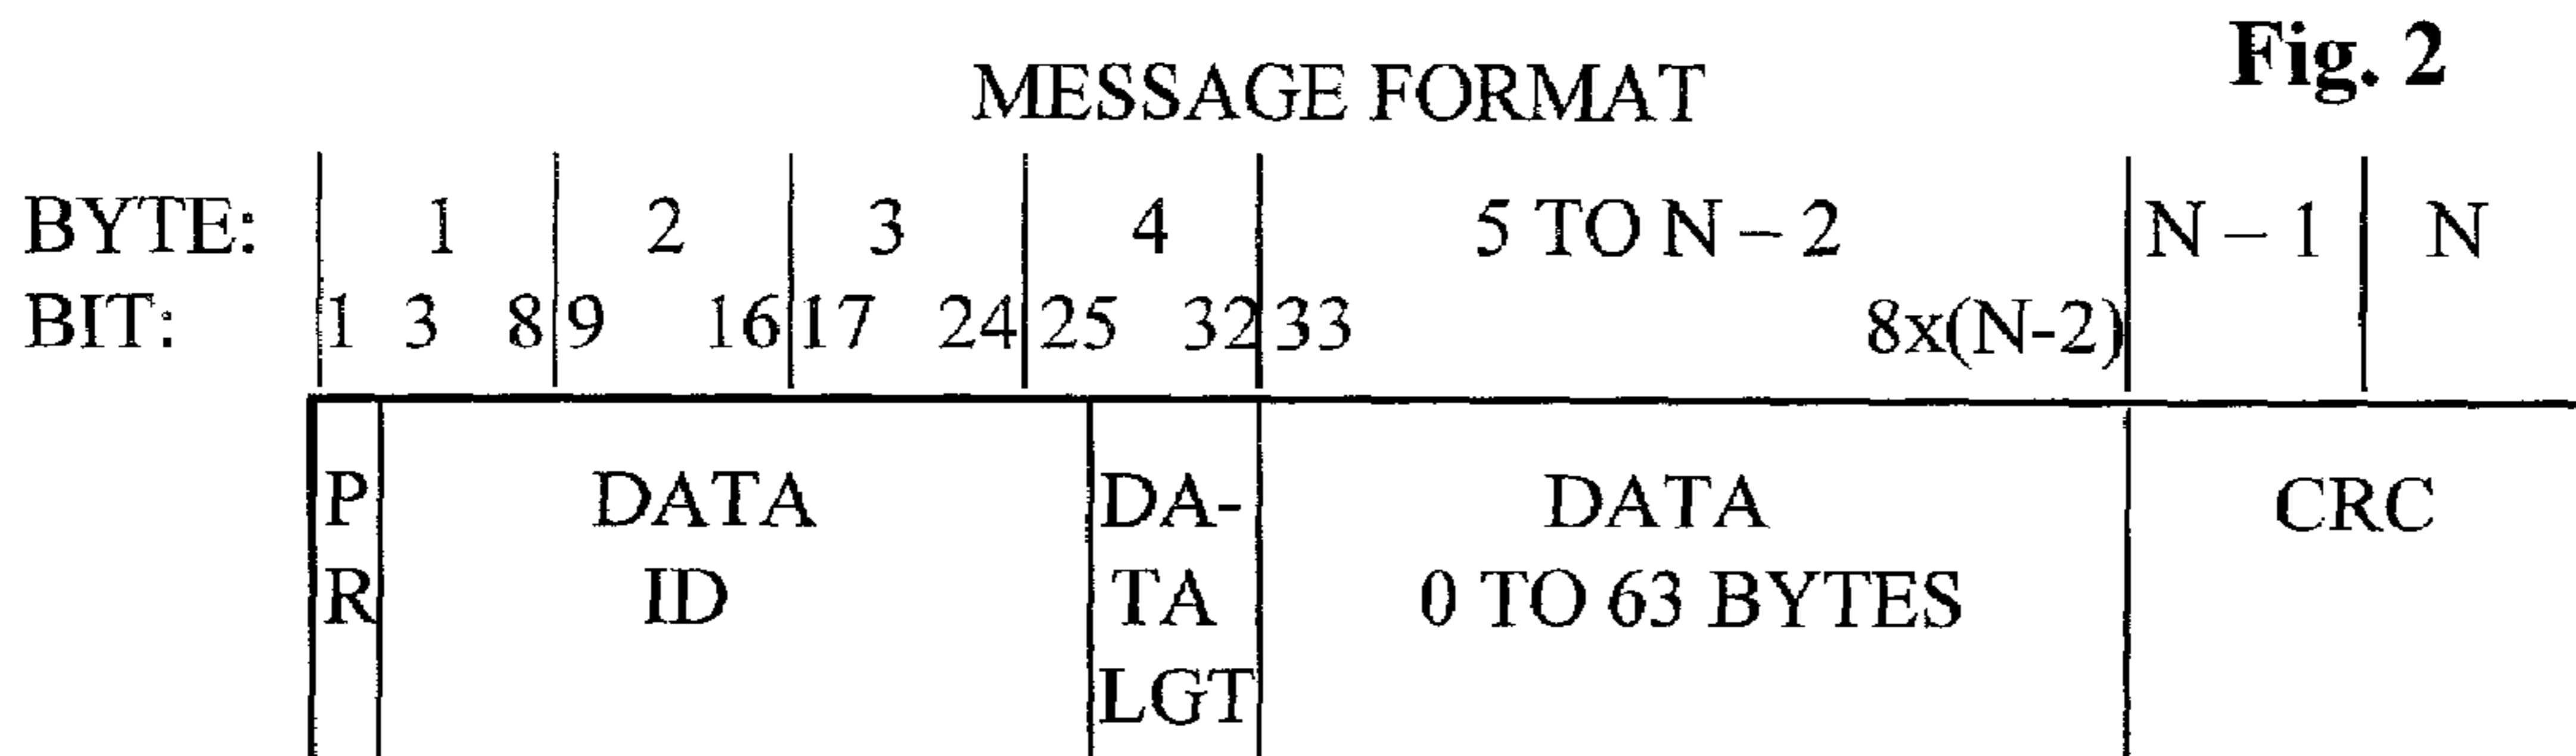 Fig. 2
MESSAGE FORMAT
BYTE: 1 2 3 4 5 TO N – 2 N – 1 N
BIT: 1 3 8 9 16 17 24 25 32 33 8x(N-2)
P DATA DA- DATA CRC
R ID TA 0 TO 63 BYTES
LGT